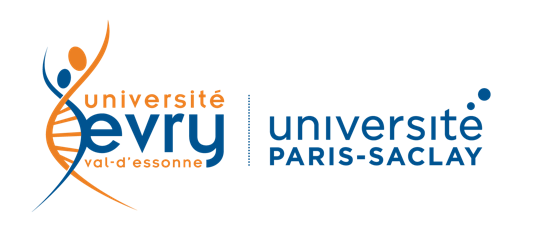 université
evry
val-d'essonne
université
PARIS-SACLAY